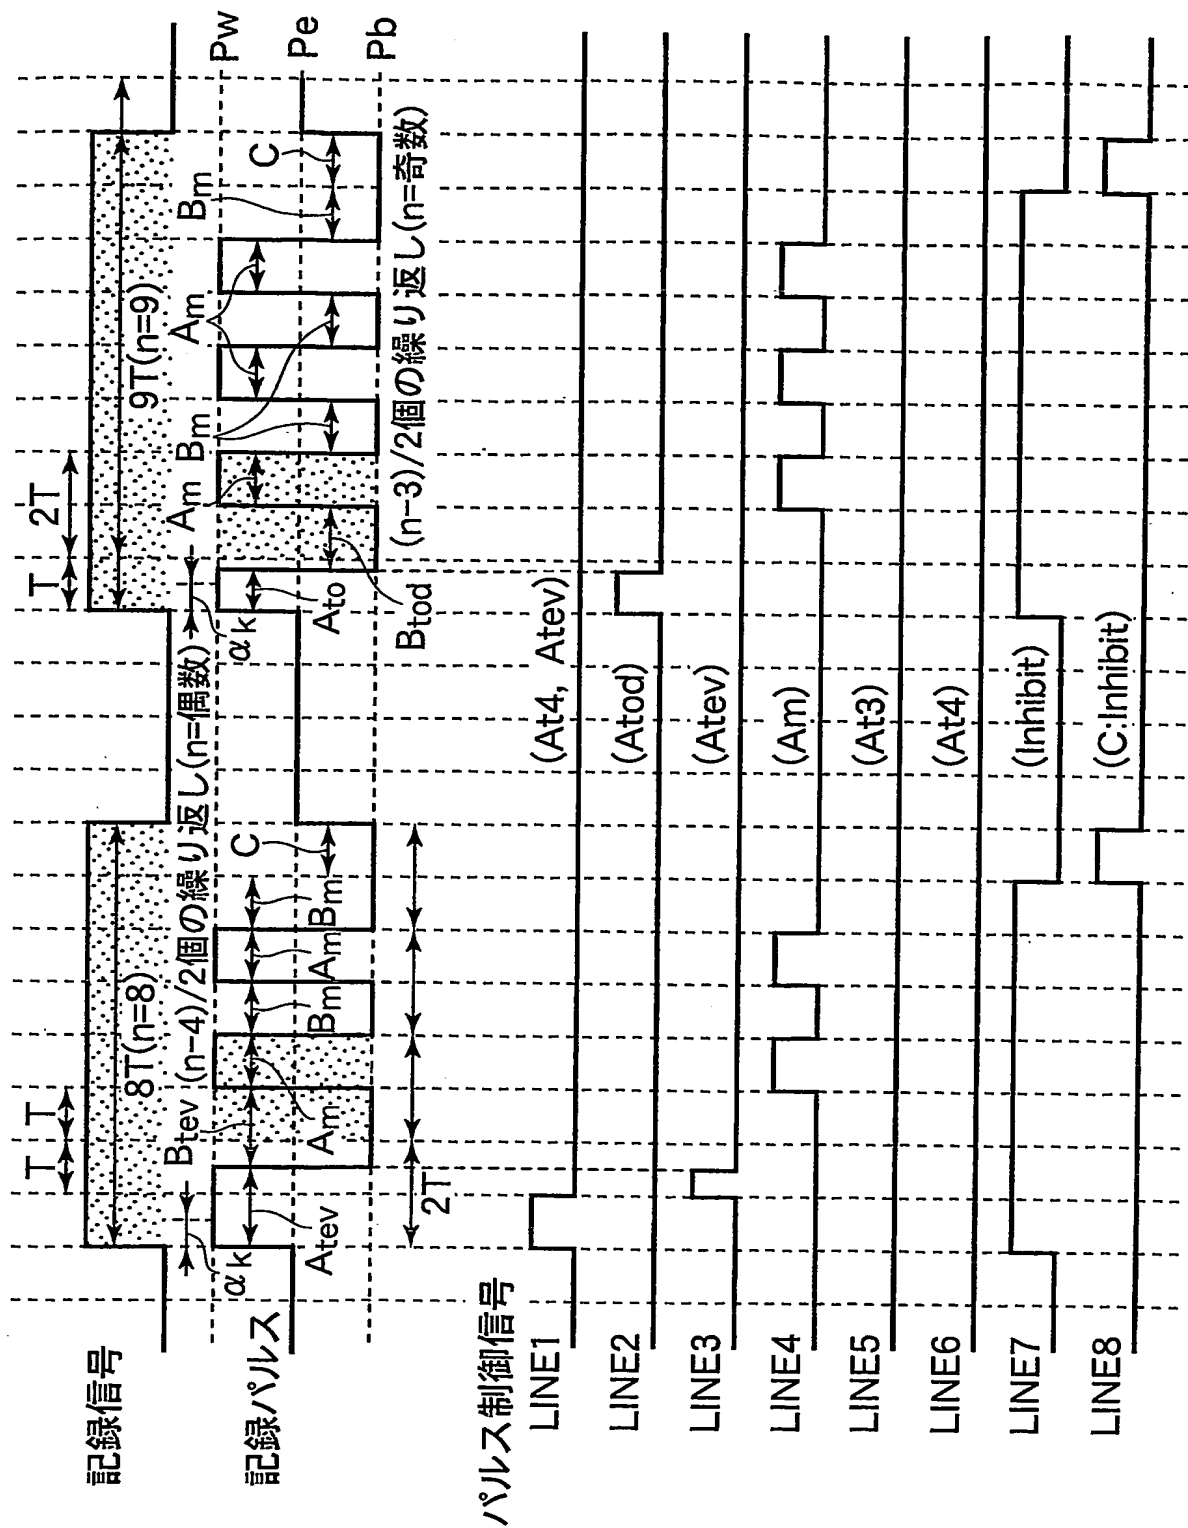 記録信号
8T(n=8)
T
T
9T(n=9)
T
2T
記録パルス
Pw
Pe
Pb
αk
Atev
Btev
(n−4)/2個の繰り返し(n=偶数)
Am
Bm
Am
Bm
C
2T
αk
Ato
Btod
Am
Bm
Am
Bm
C
(n−3)/2個の繰り返し(n=奇数)
パルス制御信号
LINE1
(At4, Atev)
LINE2
(Atod)
LINE3
(Atev)
LINE4
(Am)
LINE5
(At3)
LINE6
(At4)
LINE7
(Inhibit)
LINE8
(C:Inhibit)